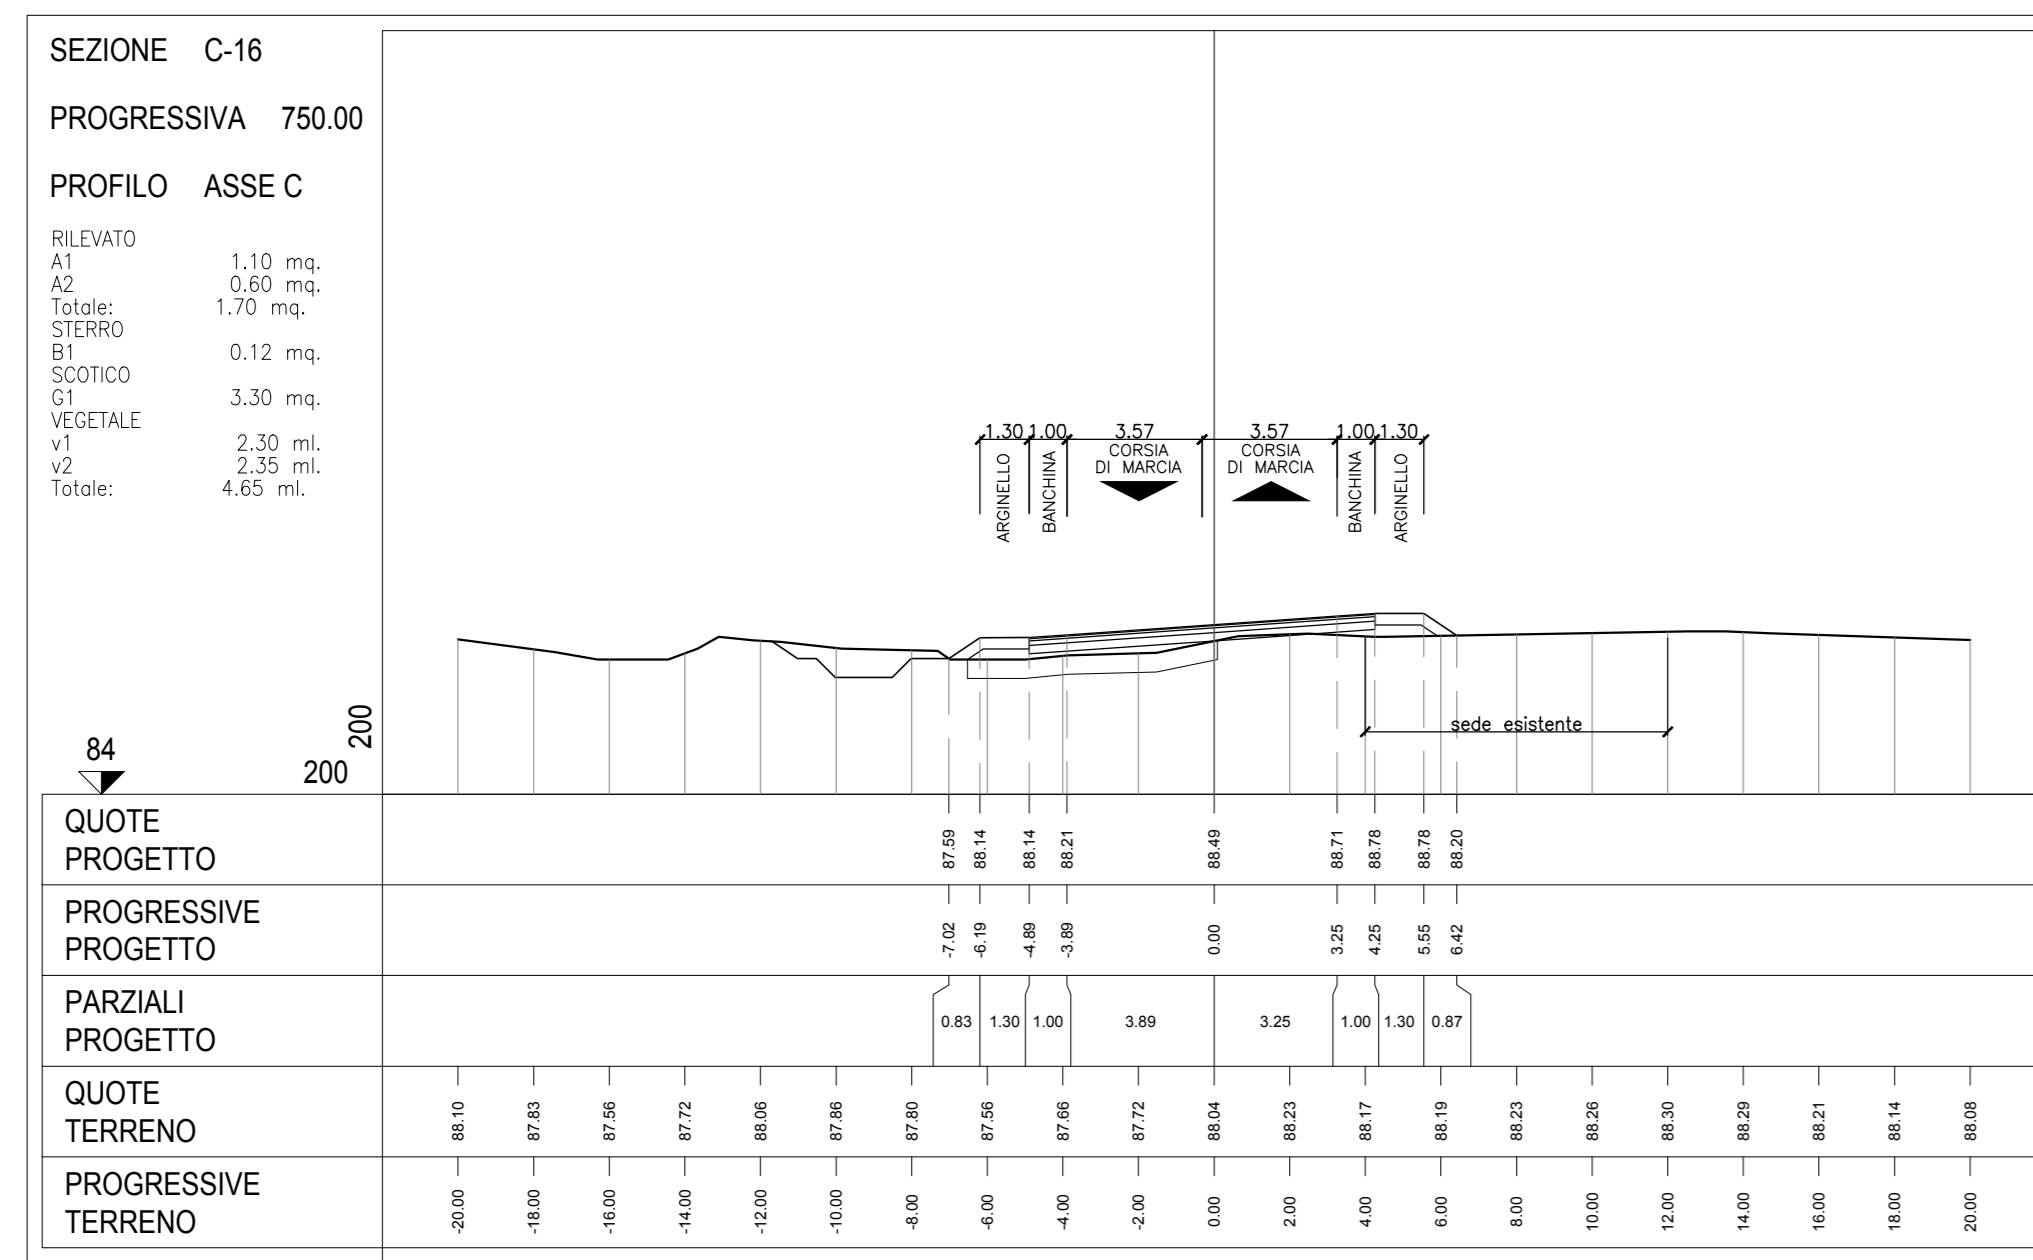 SEZIONE C-16
PROGRESSIVA 750.00
PROFILO ASSE C
RILEVATO
A1 1.10 mq.
A2 0.60 mq.
Totale: 1.70 mq.
STERRO
B1 0.12 mq.
SCOTICO
G1 3.30 mq.
VEGETALE
v1 2.30 ml.
v2 2.35 ml.
Totale: 4.65 ml.
1.30 1.00 3.57 3.57 1.00 1.30
ARGINELLO
BANCHINA
CORSIA
DI MARCIA
CORSIA
DI MARCIA
BANCHINA
ARGINELLO
sede esistente
200
84
200
QUOTE
PROGETTO
87.59 88.14 88.14 88.21 88.49 88.71 88.78 88.78 88.20
PROGRESSIVE
PROGETTO
-7.02 -6.19 -4.89 -3.89 0.00 3.25 4.25 5.55 6.42
PARZIALI
PROGETTO
0.83 1.30 1.00 3.89 3.25 1.00 1.30 0.87
QUOTE
TERRENO
88.10 87.83 87.56 87.72 88.06 87.86 87.80 87.56 87.66 87.72 88.04 88.23 88.17 88.19 88.23 88.26 88.30 88.29 88.21 88.14 88.08
PROGRESSIVE
TERRENO
-20.00 -18.00 -16.00 -14.00 -12.00 -10.00 -8.00 -6.00 -4.00 -2.00 0.00 2.00 4.00 6.00 8.00 10.00 12.00 14.00 16.00 18.00 20.00